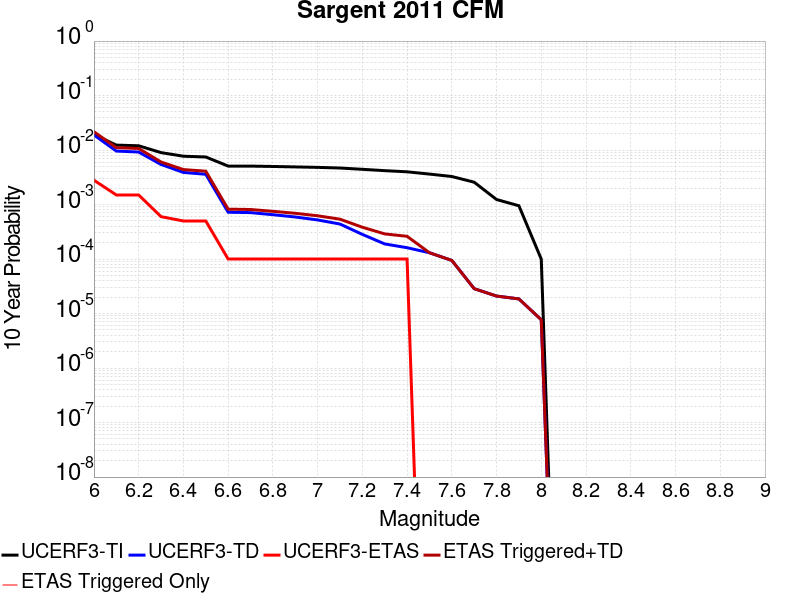 Sargent 2011 CFM
10^0
10^-1
10^-2
10^-3
10^-4
10^-5
10^-6
10^-7
10^-8
10 Year Probability
6 6.2 6.4 6.6 6.8 7 7.2 7.4 7.6 7.8 8 8.2 8.4 8.6 8.8 9
Magnitude
UCERF3-TI UCERF3-TD UCERF3-ETAS ETAS Triggered+TD
ETAS Triggered Only